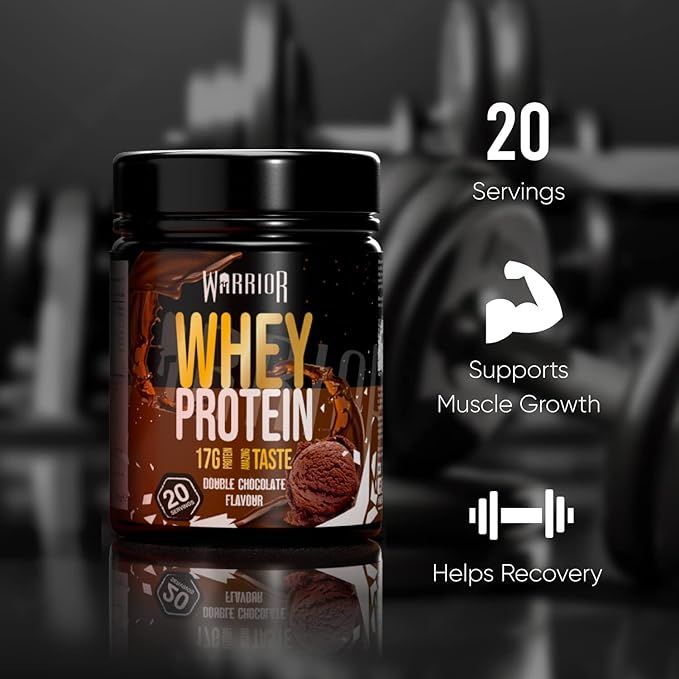 WARRIOR
WHEY
PROTEIN
17G PROTEIN AMAZING TASTE
DOUBLE CHOCOLATE
FLAVOUR
20
SERVINGS
20
Servings
Supports
Muscle Growth
Helps Recovery